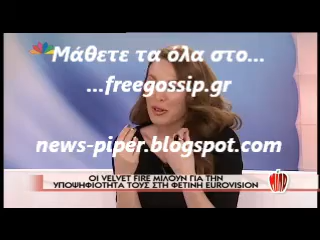 Μάθετε τα όλα στο...
...freegossip.gr
news-piper.blogspot.com
ΟΙ VELVET FIRE ΜΙΛΟΥΝ ΓΙΑ ΤΗΝ
ΥΠΟΨΗΦΙΟΤΗΤΑ ΤΟΥΣ ΣΤΗ ΦΕΤΙΝΗ EUROVISION